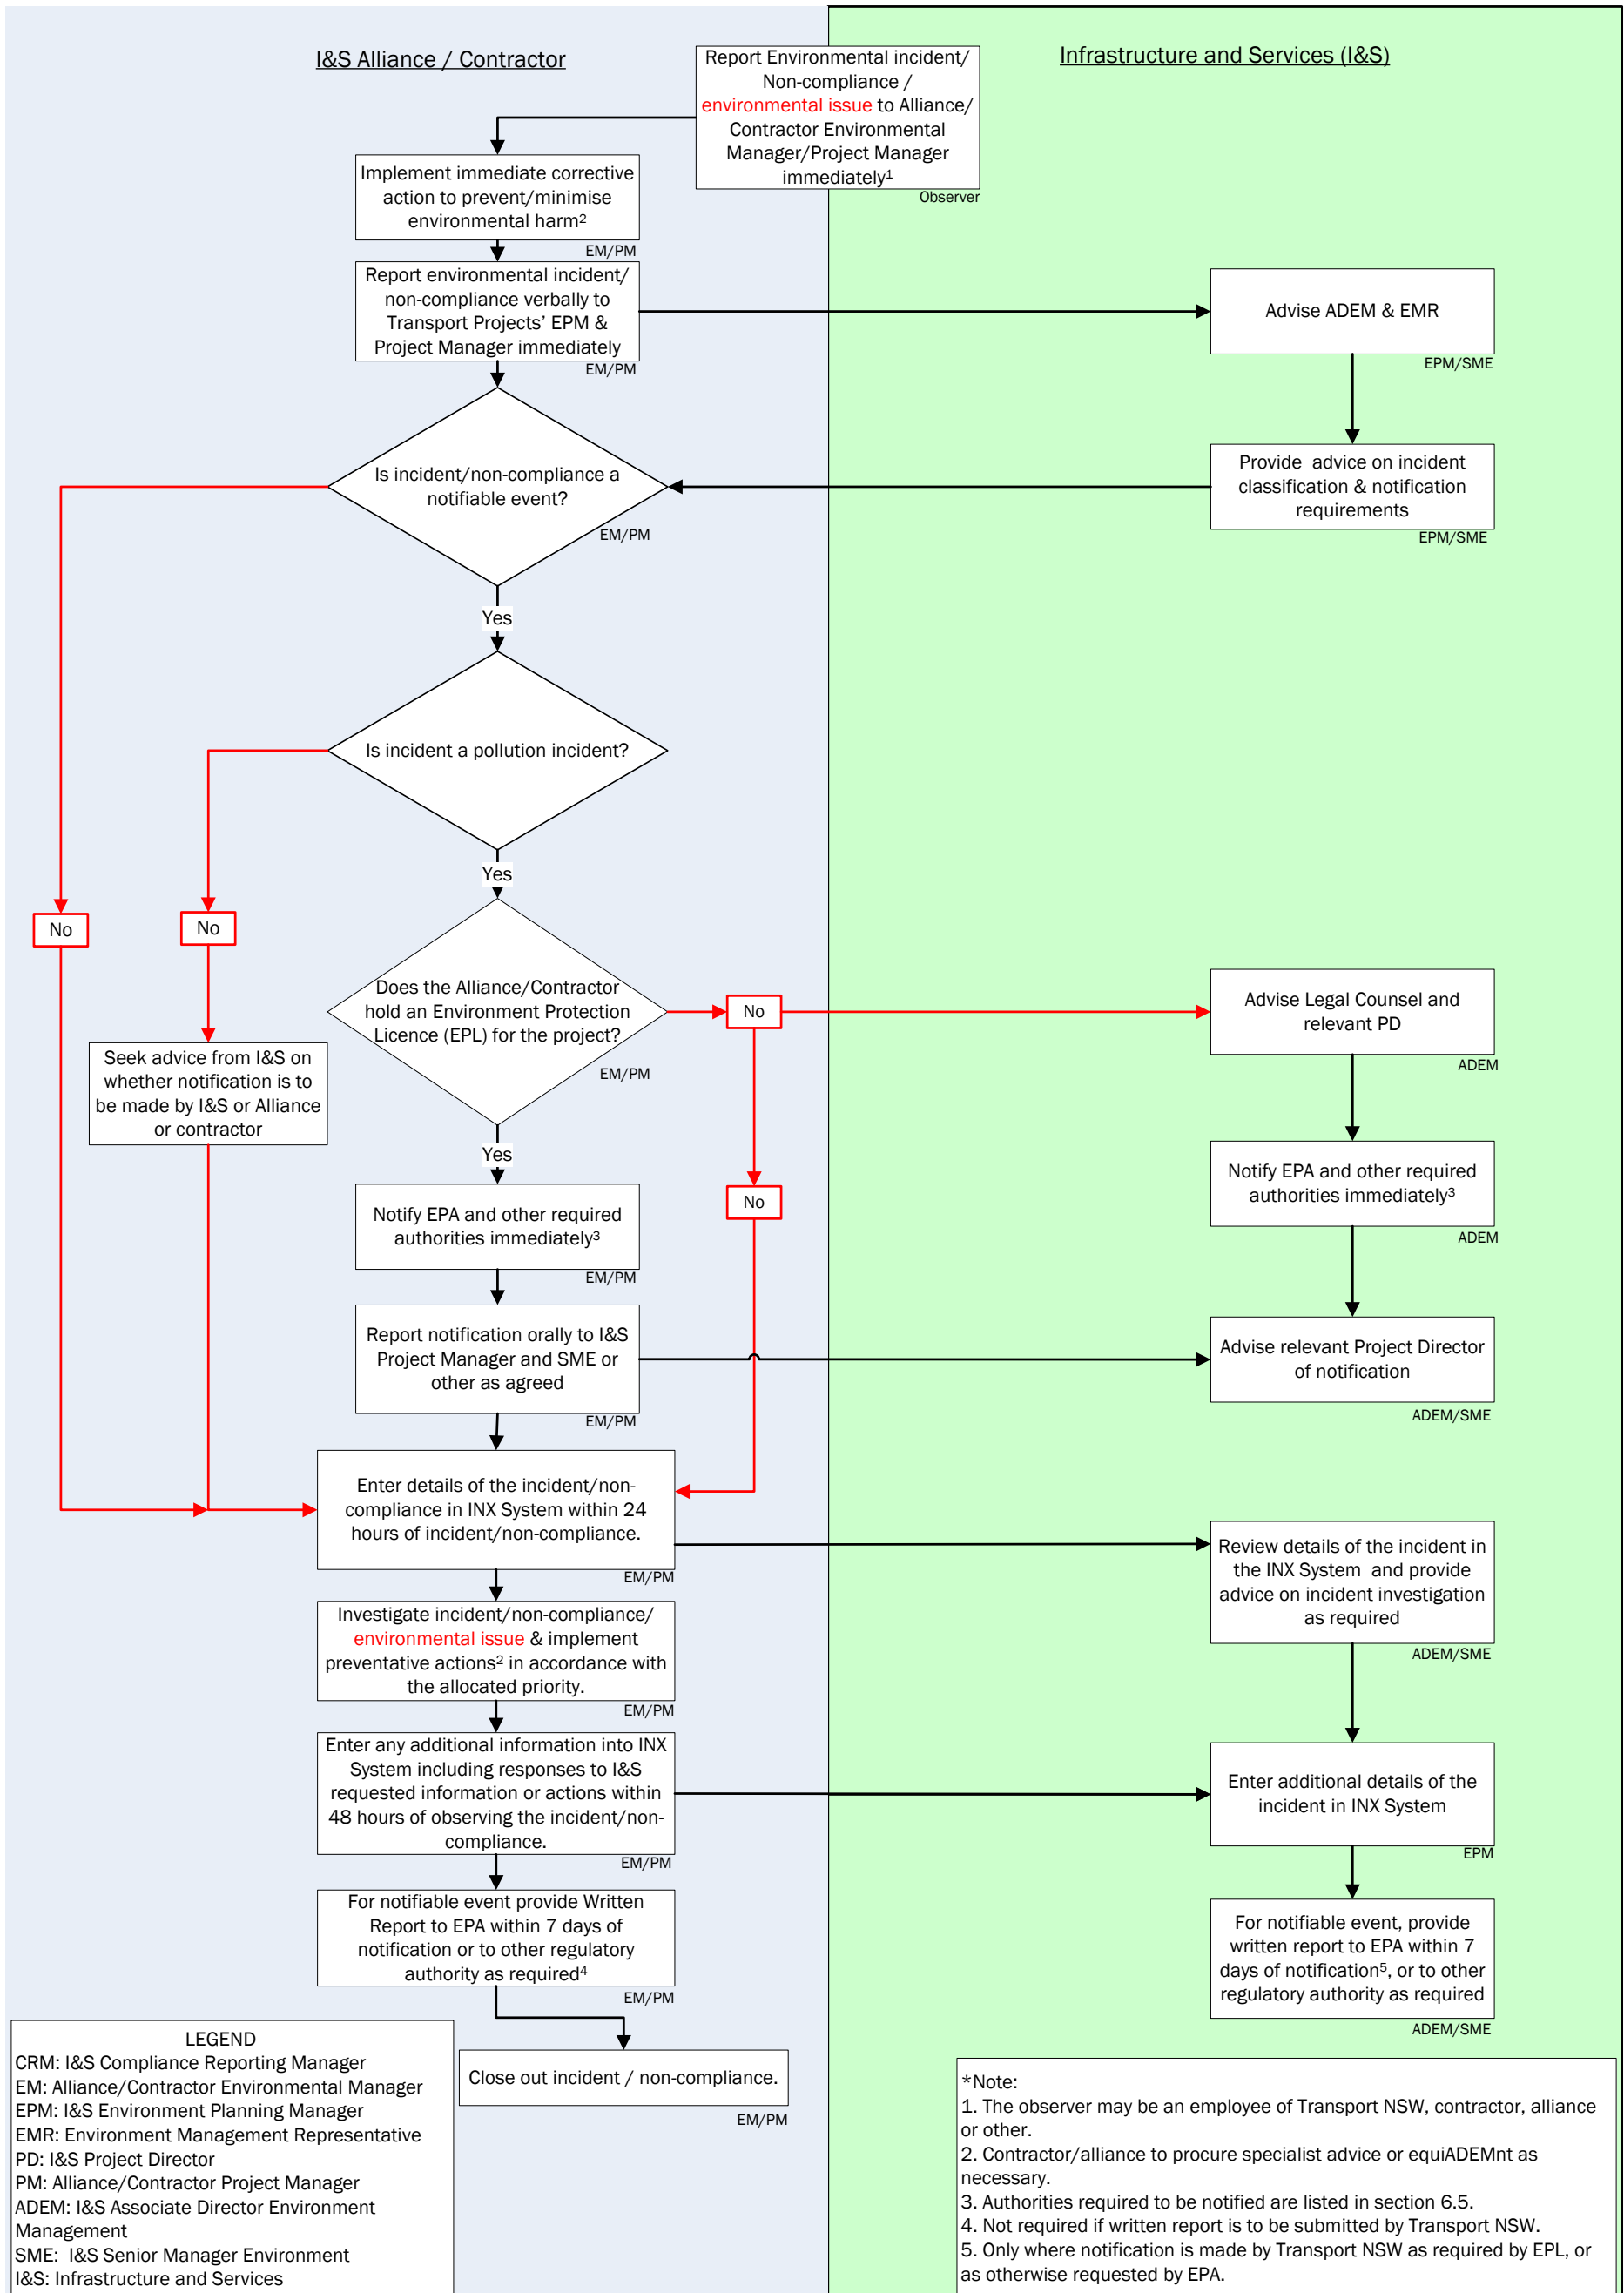 I&S Alliance / Contractor
Infrastructure and Services (I&S)
Report Environmental incident/
Non-compliance /
environmental issue to Alliance/
Contractor Environmental
Manager/Project Manager
immediately1
Observer
Implement immediate corrective
action to prevent/minimise
environmental harm2
EM/PM
Report environmental incident/
non-compliance verbally to
Transport Projects' EPM &
Project Manager immediately
EM/PM
Advise ADEM & EMR
EPM/SME
Is incident/non-compliance a
notifiable event?
EM/PM
Provide advice on incident
classification & notification
requirements
EPM/SME
Yes
Is incident a pollution incident?
Yes
No
No
Does the Alliance/Contractor
hold an Environment Protection
Licence (EPL) for the project?
EM/PM
No
Advise Legal Counsel and
relevant PD
ADEM
Seek advice from I&S on
whether notification is to
be made by I&S or Alliance
or contractor
Yes
No
Notify EPA and other required
authorities immediately3
EM/PM
Notify EPA and other required
authorities immediately3
ADEM
Report notification orally to I&S
Project Manager and SME or
other as agreed
EM/PM
Advise relevant Project Director
of notification
ADEM/SME
Enter details of the incident/non-
compliance in INX System within 24
hours of incident/non-compliance.
EM/PM
Review details of the incident in
the INX System and provide
advice on incident investigation
as required
ADEM/SME
Investigate incident/non-compliance/
environmental issue & implement
preventative actions2 in accordance with
the allocated priority.
EM/PM
Enter any additional information into INX
System including responses to I&S
requested information or actions within
48 hours of observing the incident/non-
compliance.
EM/PM
Enter additional details of the
incident in INX System
EPM
For notifiable event provide Written
Report to EPA within 7 days of
notification or to other regulatory
authority as required4
EM/PM
For notifiable event, provide
written report to EPA within 7
days of notification5, or to other
regulatory authority as required
ADEM/SME
Close out incident / non-compliance.
EM/PM
LEGEND
CRM: I&S Compliance Reporting Manager
EM: Alliance/Contractor Environmental Manager
EPM: I&S Environment Planning Manager
EMR: Environment Management Representative
PD: I&S Project Director
PM: Alliance/Contractor Project Manager
ADEM: I&S Associate Director Environment
Management
SME: I&S Senior Manager Environment
I&S: Infrastructure and Services
*Note:
1. The observer may be an employee of Transport NSW, contractor, alliance
or other.
2. Contractor/alliance to procure specialist advice or equiADEMnt as
necessary.
3. Authorities required to be notified are listed in section 6.5.
4. Not required if written report is to be submitted by Transport NSW.
5. Only where notification is made by Transport NSW as required by EPL, or
as otherwise requested by EPA.